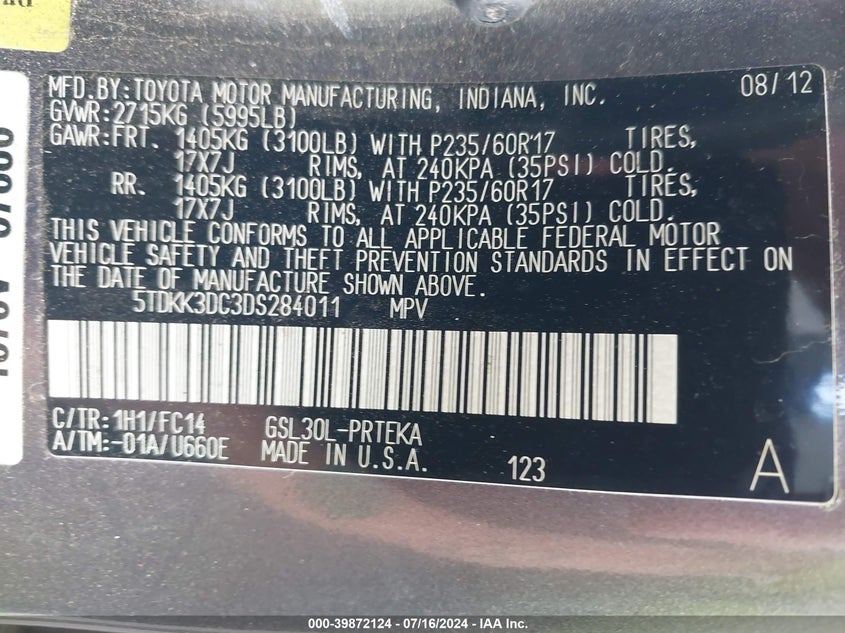 MFD.BY:TOYOTA MOTOR MANUFACTURING, INDIANA, INC. 08/12
GVWR:2715KG (5995LB)
GAWR:FRT. 1405KG (3100LB) WITH P235/60R17 TIRES,
17X7J RIMS, AT 240KPA (35PSI) COLD.
RR. 1405KG (3100LB) WITH P235/60R17 TIRES,
17X7J RIMS, AT 240KPA (35PSI) COLD.
THIS VEHICLE CONFORMS TO ALL APPLICABLE FEDERAL MOTOR
VEHICLE SAFETY AND THEFT PREVENTION STANDARDS IN EFFECT ON
THE DATE OF MANUFACTURE SHOWN ABOVE.
5TDKK3DC3DS284011 MPV
C/TR:1H1/FC14 GSL30L-PRTEKA
A/TM:-01A/U660E MADE IN U.S.A. 123 A
000-39872124 - 07/16/2024 - IAA Inc.